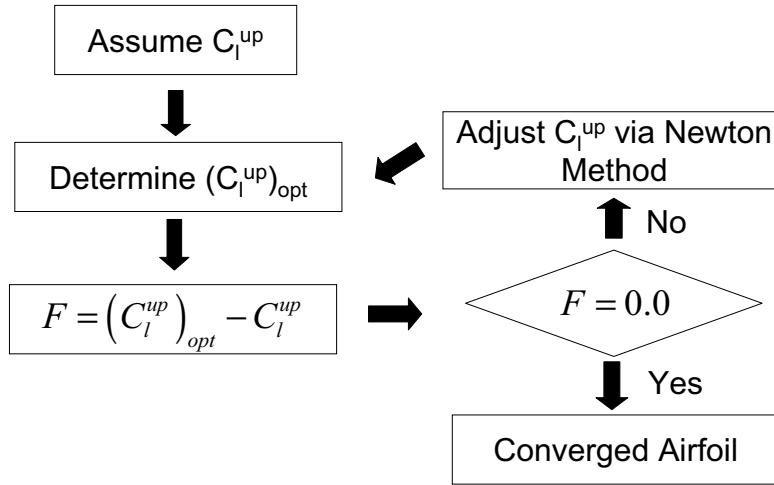 Assume C_l^up
Determine (C_l^up)_opt
F = (C_l^up)_opt − C_l^up
F = 0.0
No
Adjust C_l^up via Newton
Method
Yes
Converged Airfoil